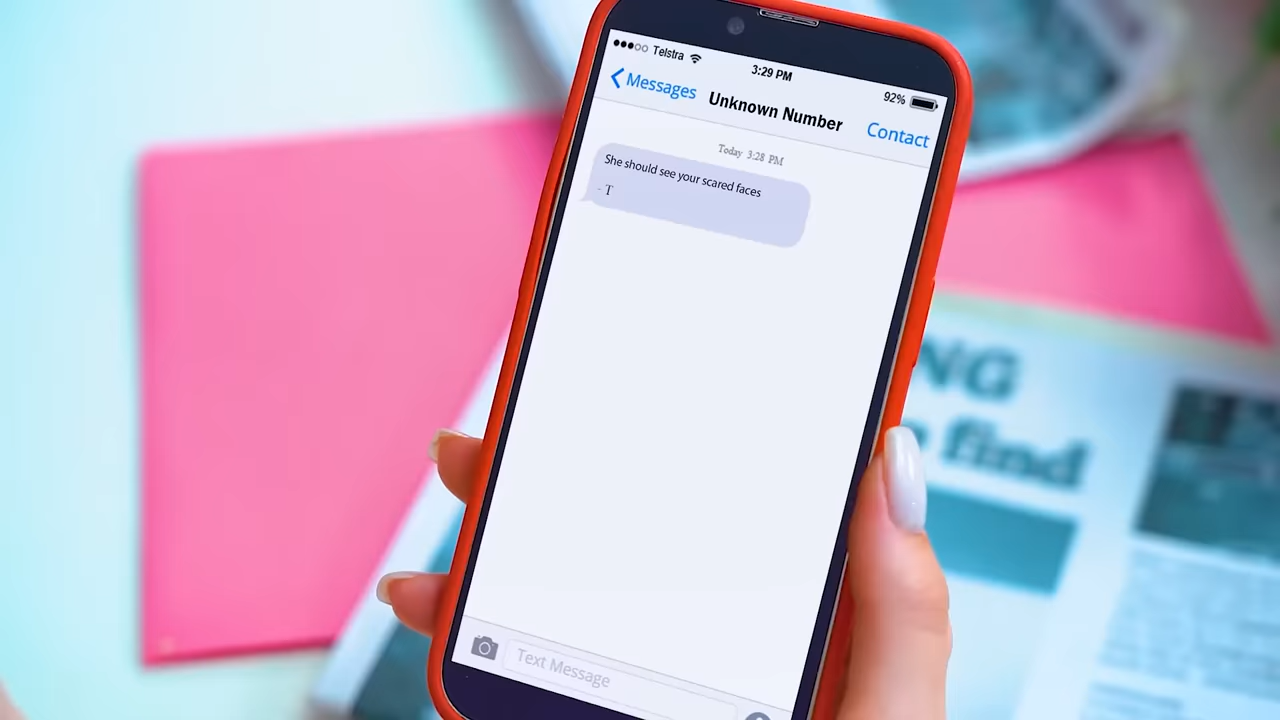 Telstra 3:29 PM 92%
Messages Unknown Number Contact
Today 3:28 PM
She should see your scared faces
- T
NG
find
Text Message